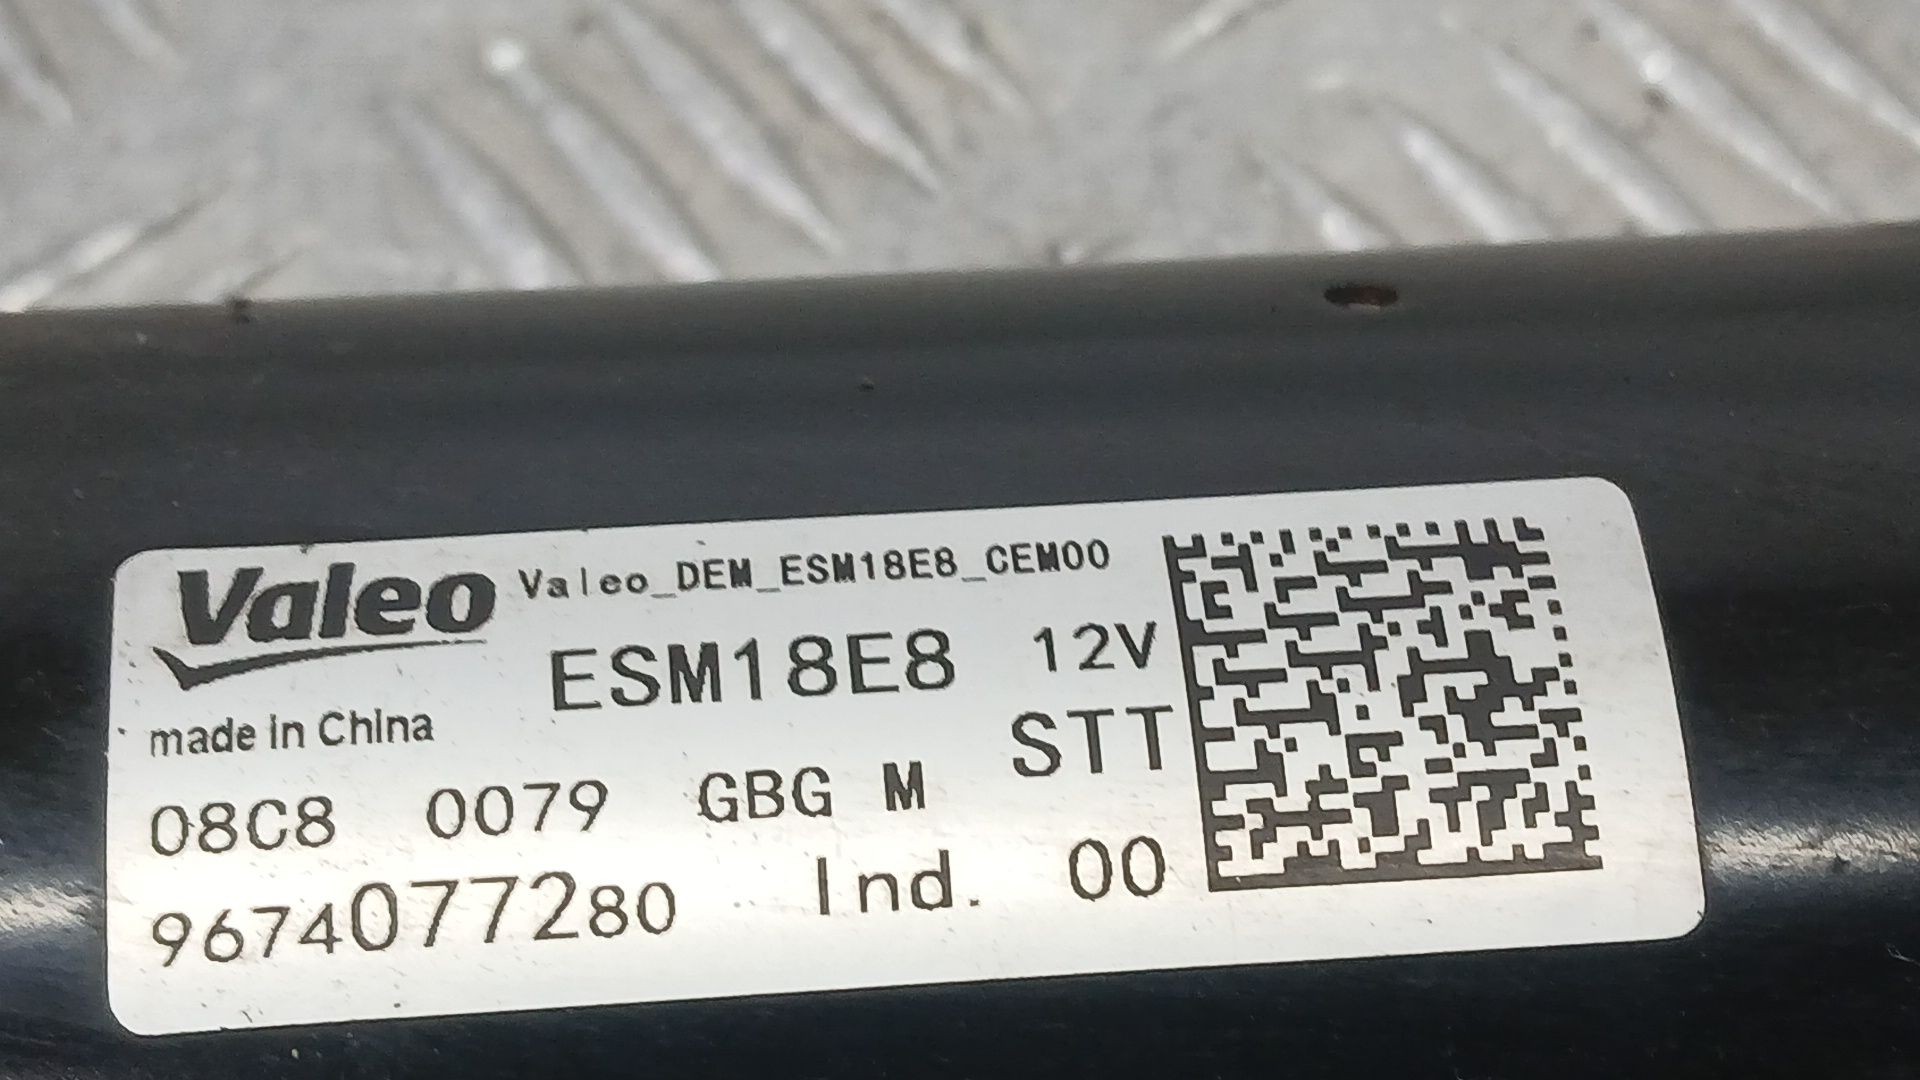 Valeo Valeo_DEM_ESM18E8_CEM00
ESM18E8 12V
made in China STT
08C8 0079 GBG M
9674077280 Ind. 00